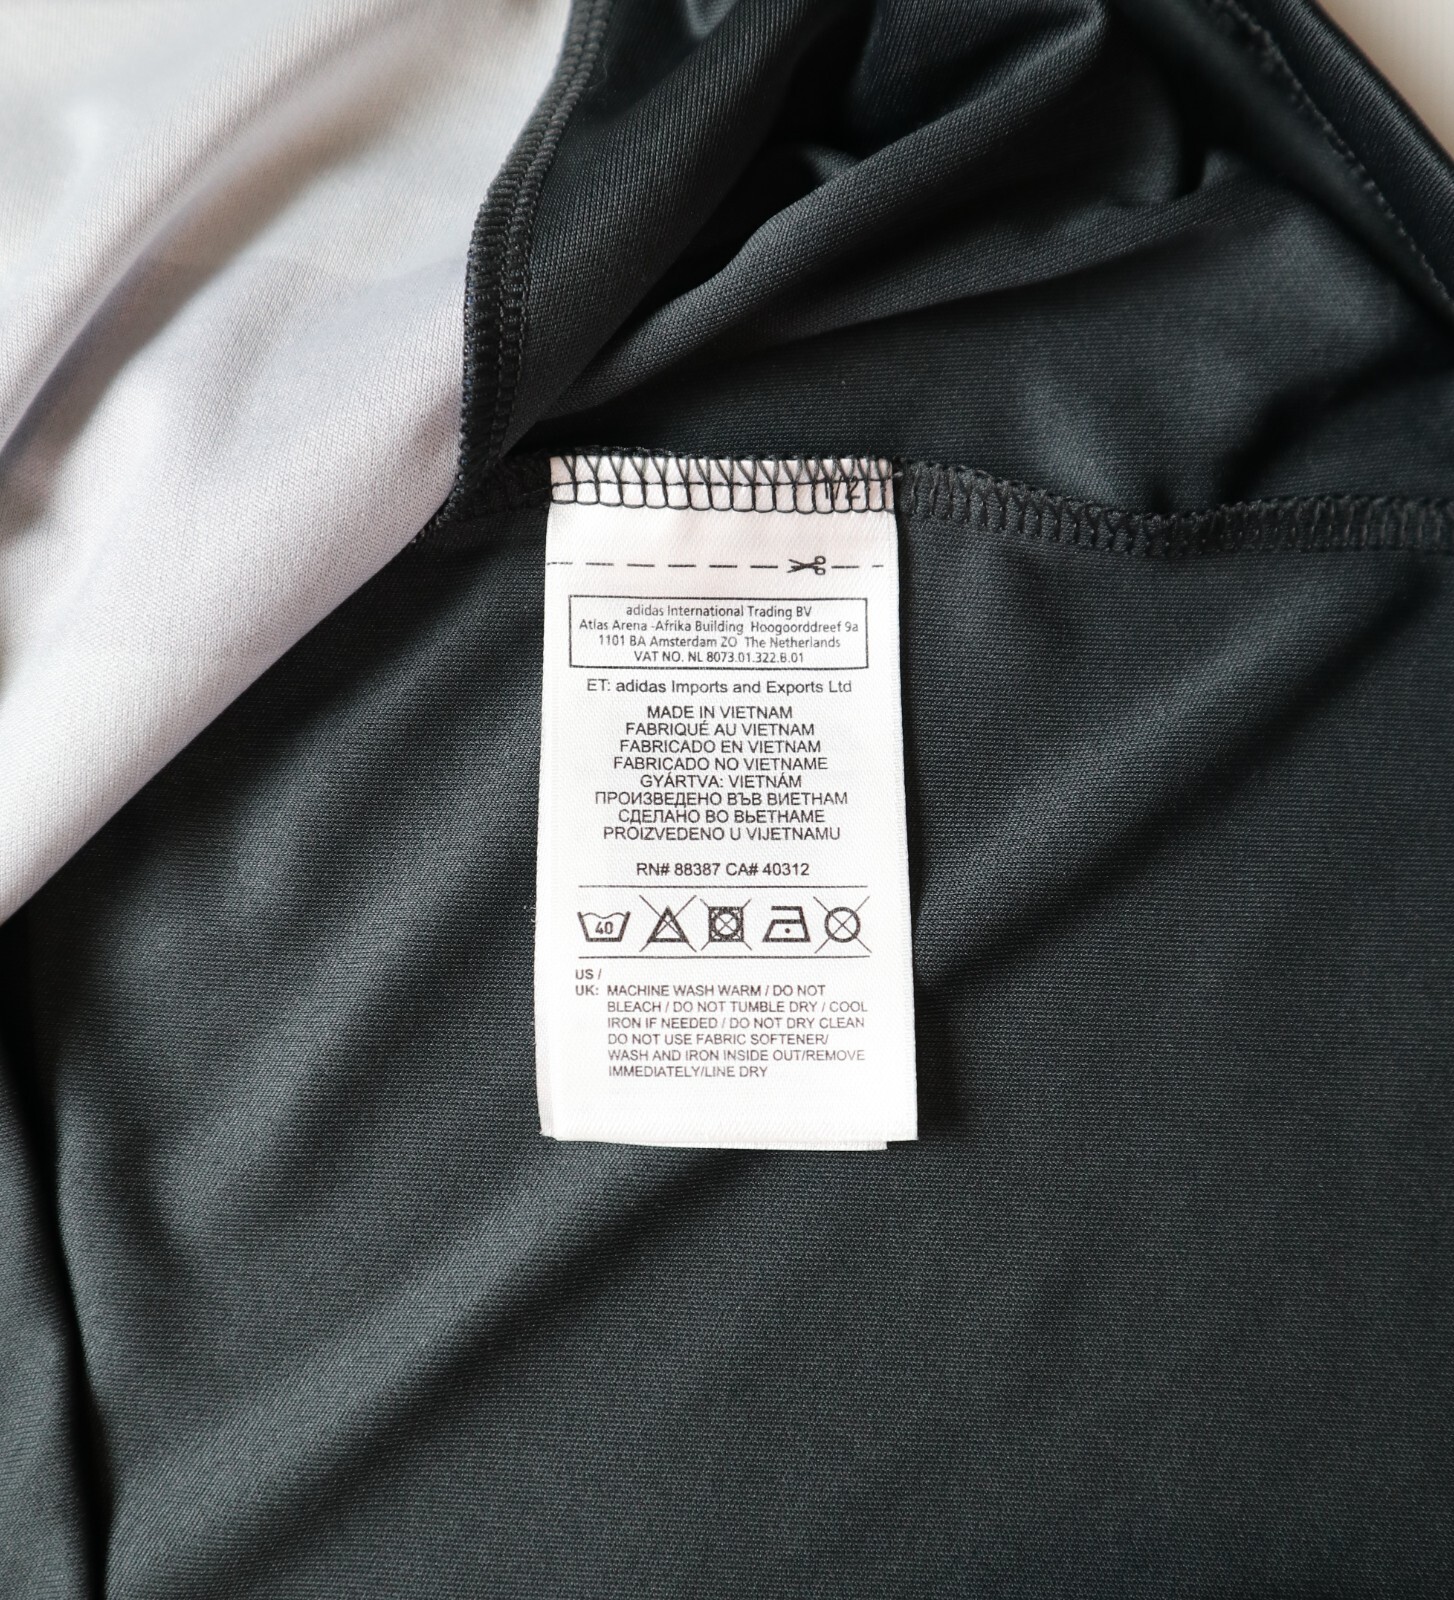 1/2
adidas International Trading BV
Atlas Arena -Afrika Building Hoogoorddreef 9a
1101 BA Amsterdam ZO The Netherlands
VAT NO. NL 8073.01.322.B.01
ET: adidas Imports and Exports Ltd
MADE IN VIETNAM
FABRIQUÉ AU VIETNAM
FABRICADO EN VIETNAM
FABRICADO NO VIETNAME
GYÁRTVA: VIETNÁM
ПРОИЗВЕДЕНО ВЪВ ВИЕТНАМ
СДЕЛАНО ВО ВЬЕТНАМЕ
PROIZVEDENO U VIJETNAMU
RN# 88387 CA# 40312
40
US /
UK: MACHINE WASH WARM / DO NOT
BLEACH / DO NOT TUMBLE DRY / COOL
IRON IF NEEDED / DO NOT DRY CLEAN
DO NOT USE FABRIC SOFTENER/
WASH AND IRON INSIDE OUT/REMOVE
IMMEDIATELY/LINE DRY